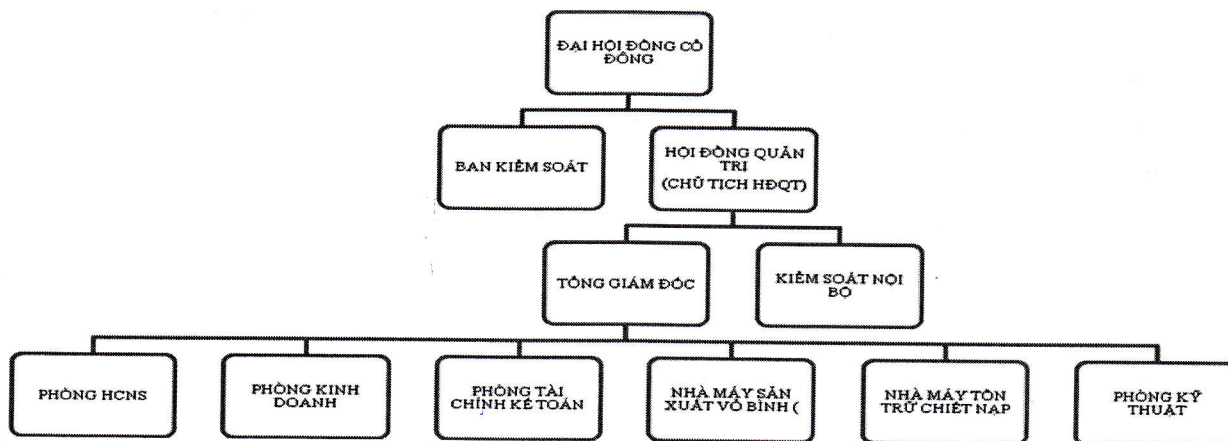 ĐẠI HỘI ĐỒNG CỔ
ĐÔNG
BAN KIỂM SOÁT
HỘI ĐỒNG QUẢN
TRỊ
(CHỦ TỊCH HĐQT)
TỔNG GIÁM ĐỐC
KIỂM SOÁT NỘI
BỘ
PHÒNG HCNS
PHÒNG KINH
DOANH
PHÒNG TÀI
CHÍNH KẾ TOÁN
NHÀ MÁY SẢN
XUẤT VỎ BÌNH (
NHÀ MÁY TỒN
TRỮ CHIẾT NẠP
PHÒNG KỸ
THUẬT